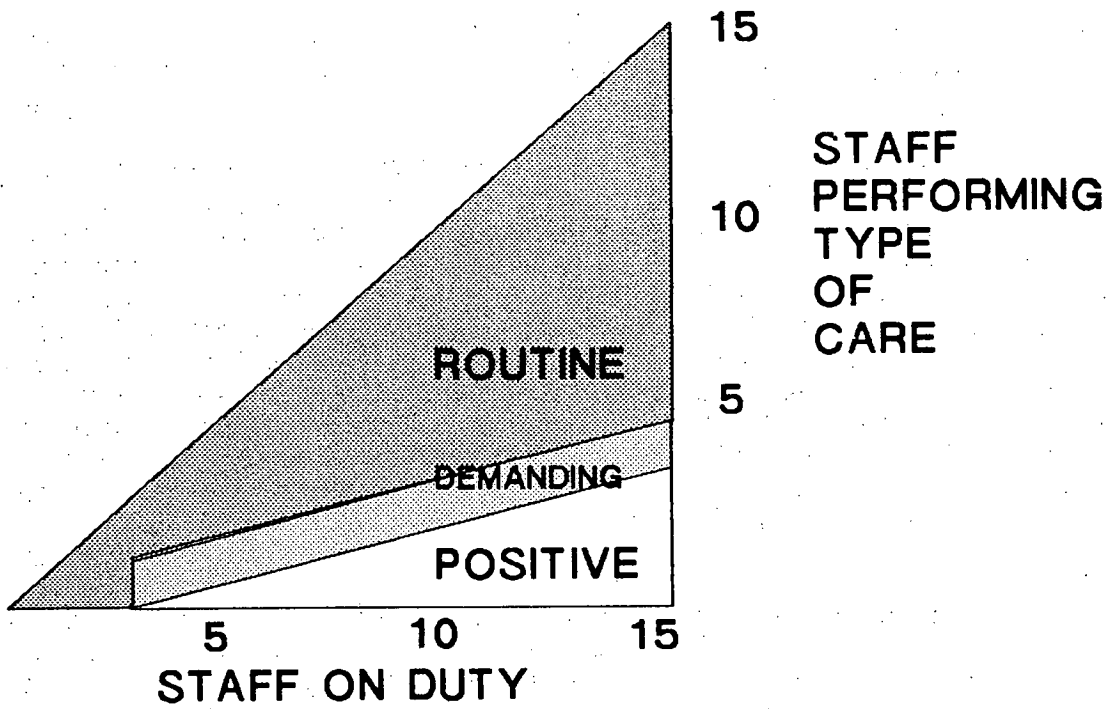 15
STAFF
PERFORMING
10
TYPE
OF
CARE
ROUTINE
5
DEMANDING
POSITIVE
5 10 15
STAFF ON DUTY